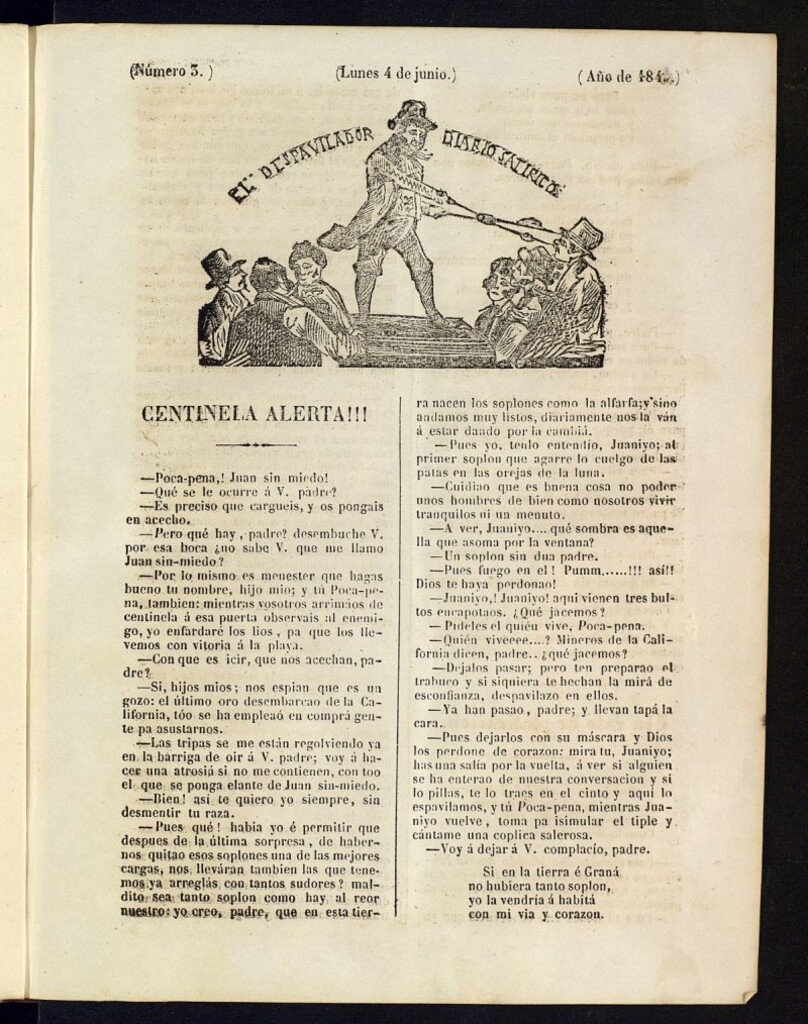 (Número 3.)
(Lunes 4 de junio.)
(Año de
EL DESPAVILADOR
DIARIO SATIRICO
CENTINELA ALERTA!!!
—Poca-pena,! Juan sin miedo!
—Qué se le ocurre á V. padre?
—Es preciso que cargueis, y os pongais
en acecho.
—Pero qué hay, padre? desembuche V.
por esa boca ¿no sabe V. que me llamo
Juan sin-miedo?
—Por lo mismo es menester que hagas
bueno tu nombre, hijo mio; y tú Poca-pe-
na, tambien: mientras vosotros arrimáos de
centinela á esa puerta observais al enemi-
go, yo enfardaré los lios, pa que los lle-
vemos con vitoria á la playa.
—Con que es icir, que nos acechan, pa-
dre?
—Si, hijos mios; nos espian que es un
gozo: el último oro desembarcao de la Ca-
lifornia, tóo se ha empleaó en comprá gen-
te pa asustarnos.
—Las tripas se me están regolviendo ya
en la barriga de oir á V. padre; voy á ha-
cer una atrosiá si no me contienen, con too
el que se ponga elante de Juan sin-miedo.
—Bien! asi te quiero yo siempre, sin
desmentir tu raza.
—Pues qué! habia yo é permitir que
despues de la última sorpresa, de haber-
nos quitao esos soplones una de las mejores
cargas, nos lleváran tambien las que tene-
mos ya arreglás con tantos sudores? mal-
dito sea tanto soplon como hay al reor
nuestro: yo creo, padre, que en esta tier-
ra nacen los soplones como la alfarfa; y sino
andamos muy listos, diariamente nos la ván
á estar dando por la cambiá.
—Pues yo, tenlo entendío, Juaniyo; al
primer soplon que agarre lo cuelgo de las
patas en las orejas de la luna.
—Cuidiao que es buena cosa no poder
unos hombres de bien como nosotros vivir
tranquilos ni un menuto.
—A ver, Juaniyo.... qué sombra es aque-
lla que asoma por la ventana?
—Un soplon sin dua padre.
—Pues fuego en el! Pumm......!!! así!!
Dios te haya perdonao!
—Juaniyo,! Juaniyo! aqui vienen tres bul-
tos encapotaos. ¿Qué jacemos?
—Pideles el quién vive, Poca-pena.
—Quién viveeee....? Mineros de la Cali-
fornia dicen, padre.. ¿qué jacemos?
—Dejalos pasar; pero ten preparao el
trabuco y si siquiera te hechan la mirá de
esconfianza, despavilazo en ellos.
—Ya han pasao, padre; y llevan tapá la
cara.
—Pues dejarlos con su máscara y Dios
los perdone de corazon: mira tu, Juaniyo;
has una salía por la vuelta, á ver si alguien
se ha enterao de nuestra conversacion y si
lo pillas, te lo traes en el cinto y aqui lo
espavilamos, y tú Poca-pena, mientras Jua-
niyo vuelve, toma pa isimular el tiple y
cántame una coplica salerosa.
—Voy á dejar á V. complacío, padre.
Si en la tierra é Graná
no hubiera tanto soplon,
yo la vendría á habitá
con mi via y corazon.